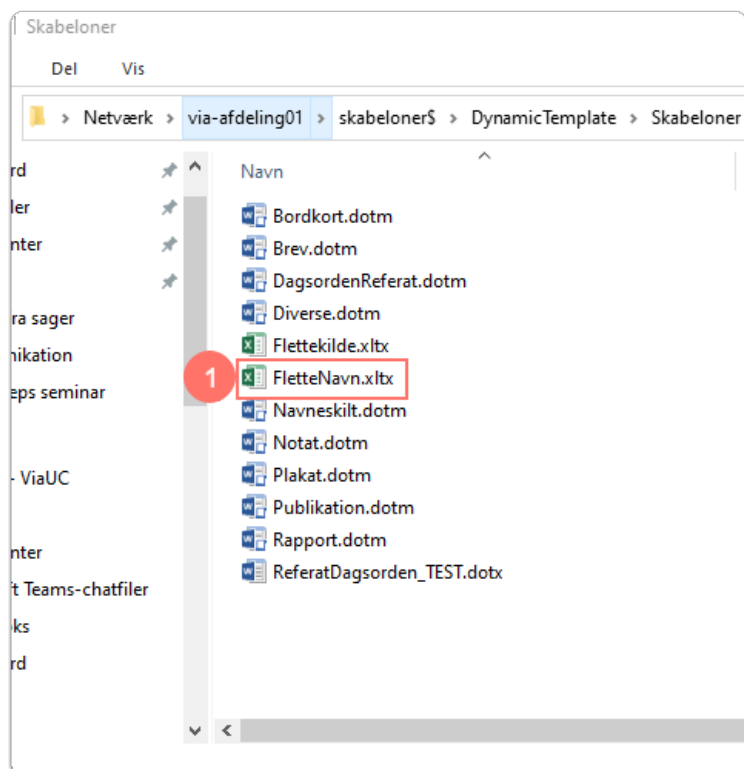 Skabeloner
Del Vis
Netværk > via-afdeling01 > skabeloner$ > DynamicTemplate > Skabeloner
rd
ler
nter
ra sager
nikation
eps seminar
- ViaUC
nter
ft Teams-chatfiler
ks
rd
Navn
Bordkort.dotm
Brev.dotm
DagsordenReferat.dotm
Diverse.dotm
Flettekilde.xltx
1 FletteNavn.xltx
Navneskilt.dotm
Notat.dotm
Plakat.dotm
Publikation.dotm
Rapport.dotm
ReferatDagsorden_TEST.dotx